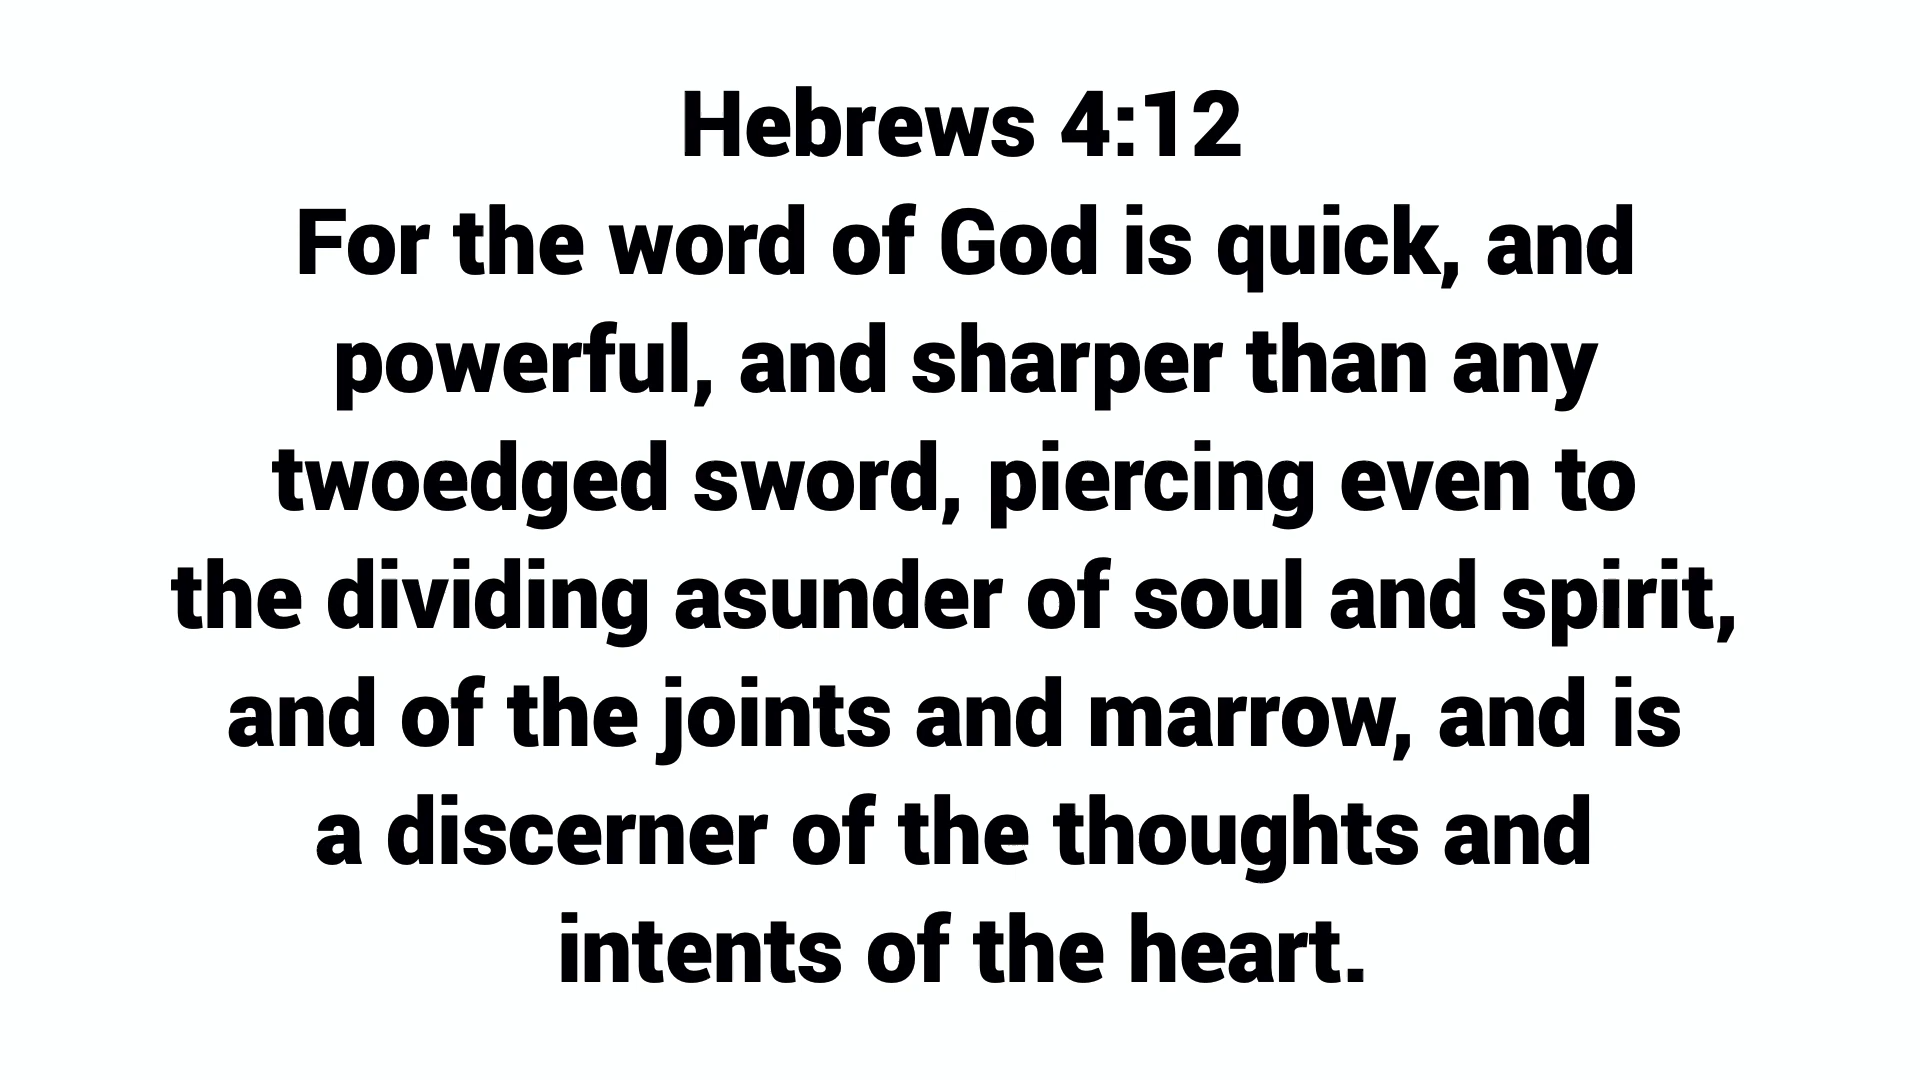 Hebrews 4:12
For the word of God is quick, and
powerful, and sharper than any
twoedged sword, piercing even to
the dividing asunder of soul and spirit,
and of the joints and marrow, and is
a discerner of the thoughts and
intents of the heart.